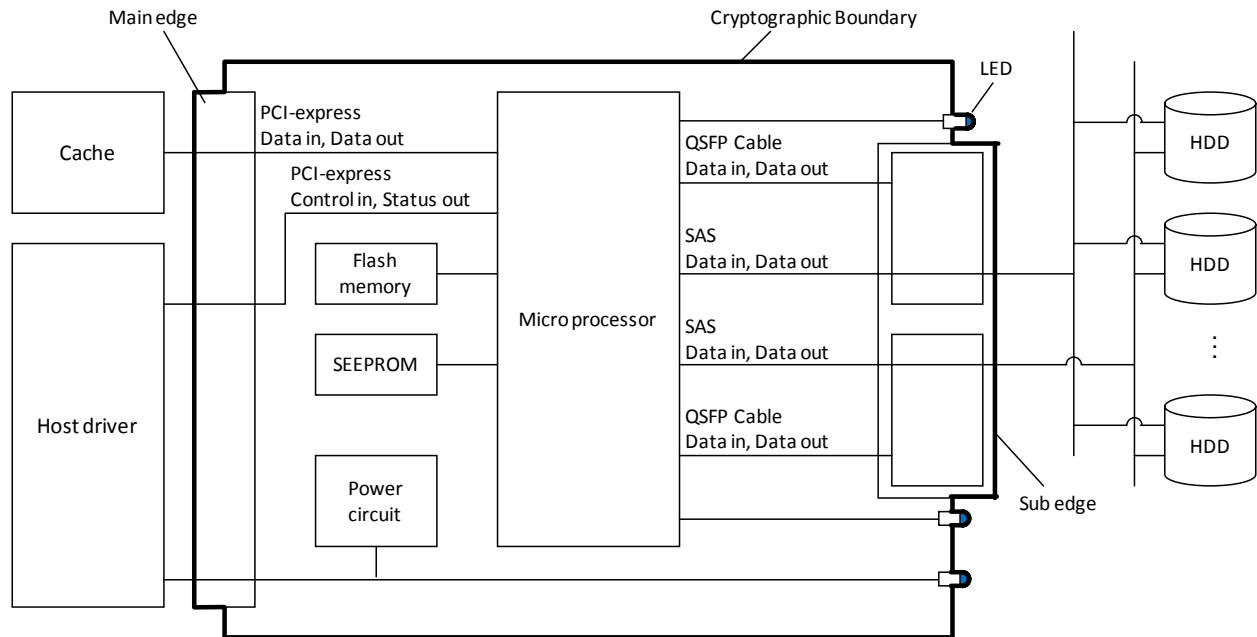 Main edge
Cryptographic Boundary
LED
Cache
PCI-express
Data in, Data out
PCI-express
Control in, Status out
Flash
memory
SEEPROM
Host driver
Power
circuit
Micro processor
QSFP Cable
Data in, Data out
SAS
Data in, Data out
SAS
Data in, Data out
QSFP Cable
Data in, Data out
Sub edge
HDD
HDD
⋮
HDD